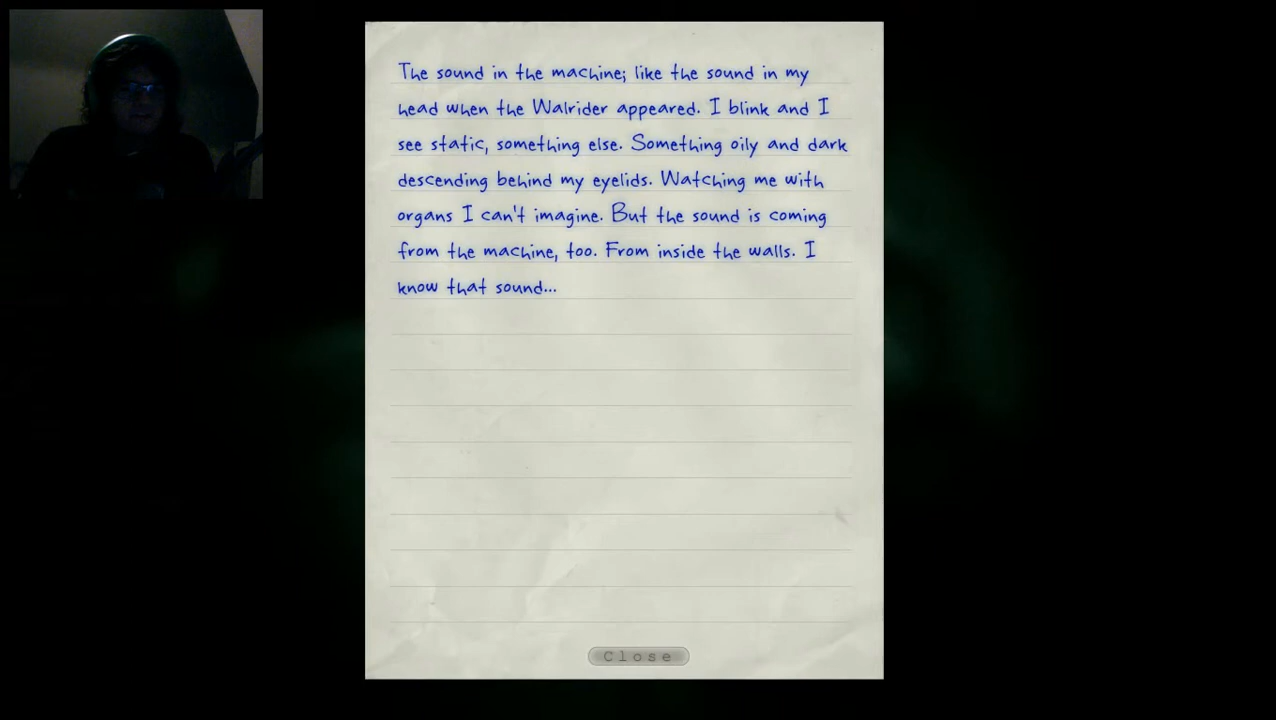 The sound in the machine; like the sound in my
head when the Walrider appeared. I blink and I
see static, something else. Something oily and dark
descending behind my eyelids. Watching me with
organs I can't imagine. But the sound is coming
from the machine, too. From inside the walls. I
know that sound...
Close